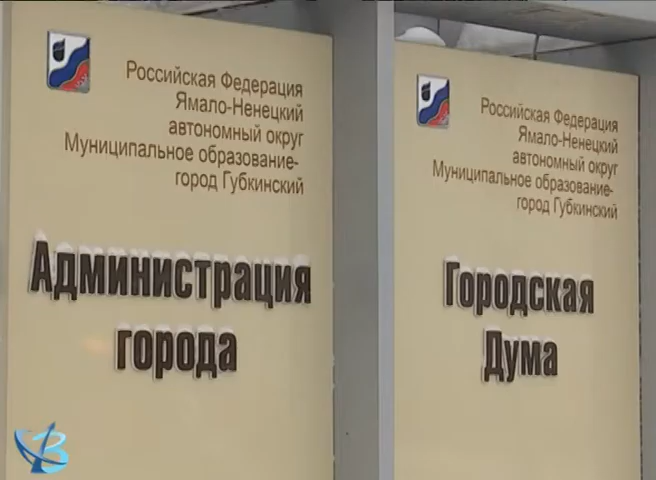 Российская Федерация
Ямало-Ненецкий
автономный округ
Муниципальное образование-
город Губкинский
Администрация
города
Российская Федерация
Ямало-Ненецкий
автономный округ
Муниципальное образование-
город Губкинский
Городская
Дума
В